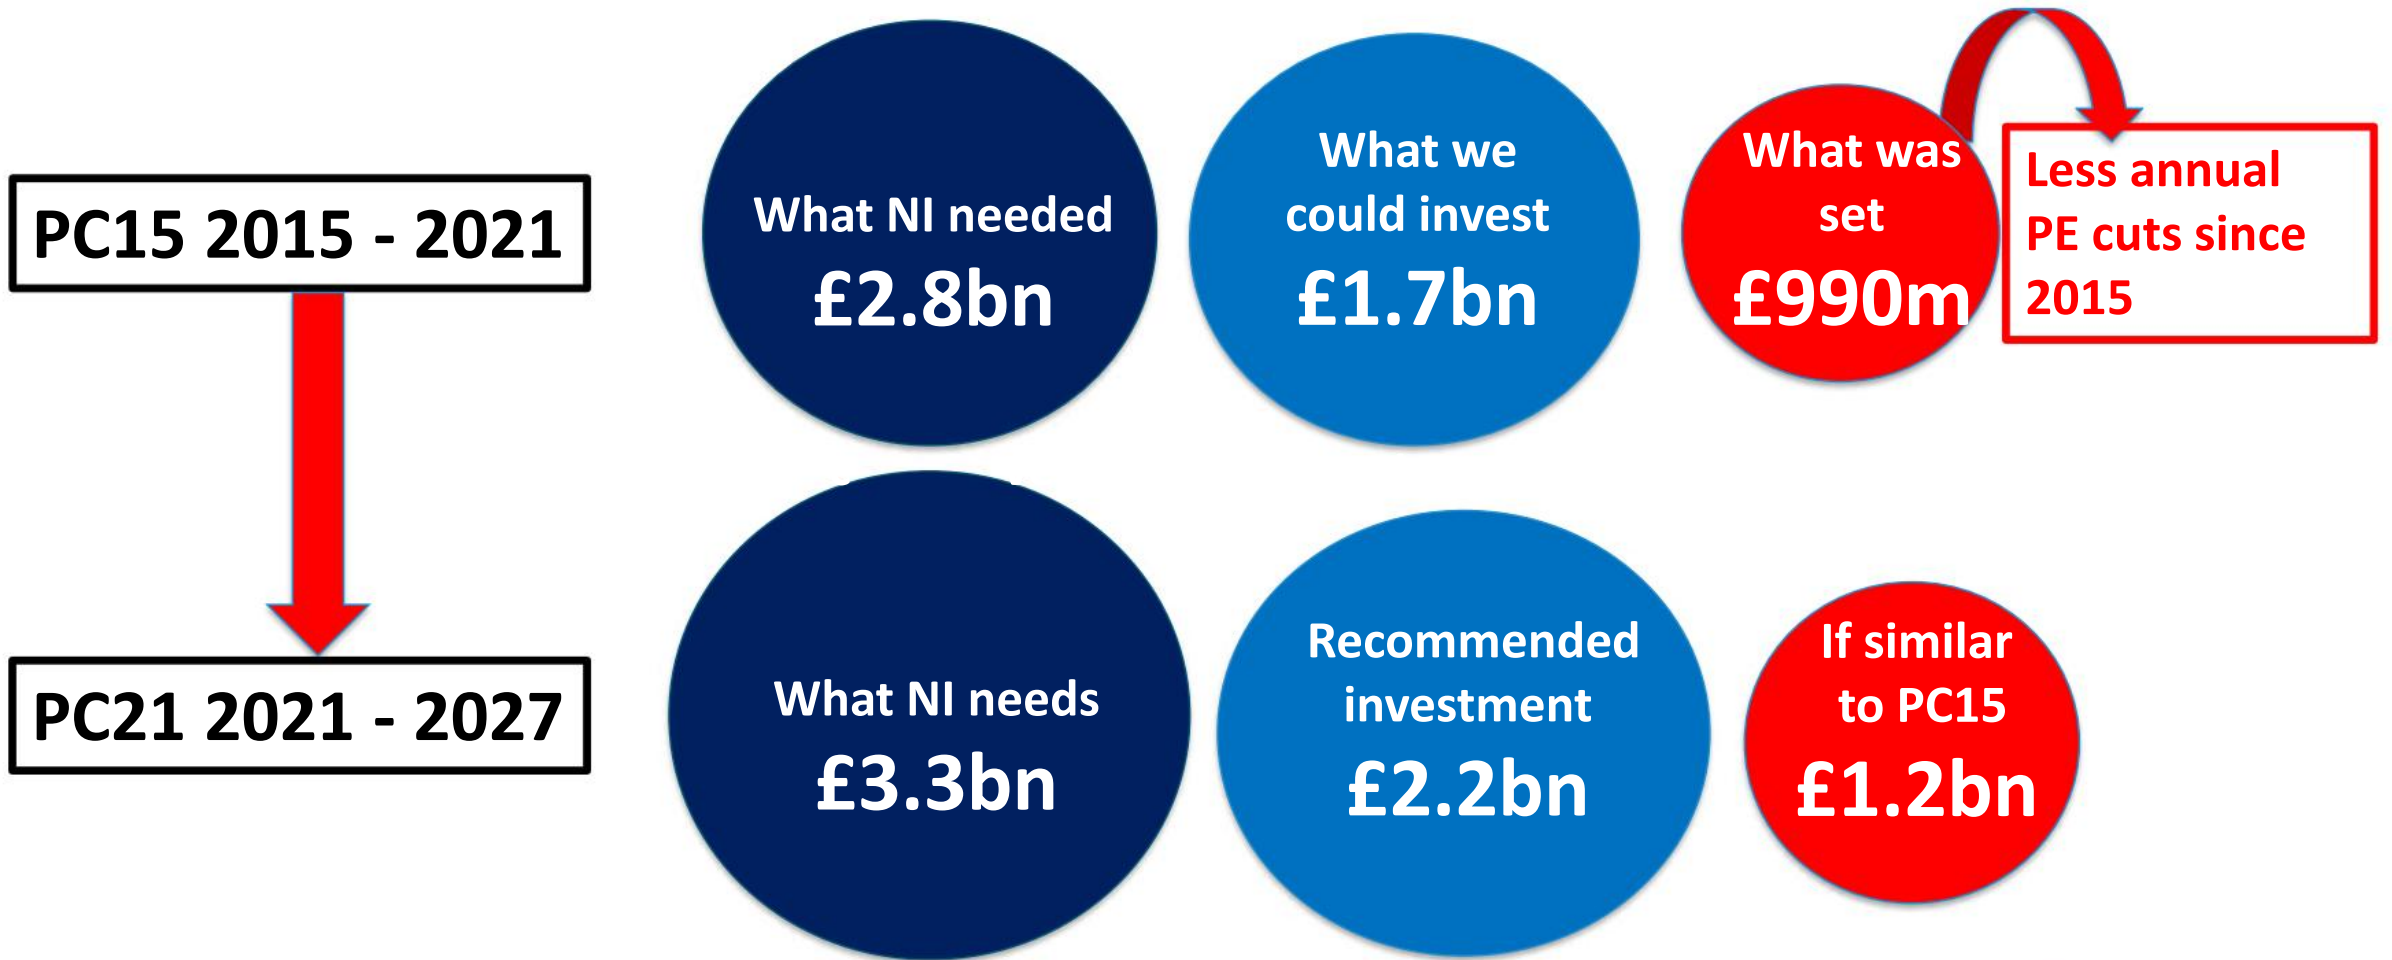 PC15 2015 - 2021
What NI needed
£2.8bn
What we
could invest
£1.7bn
What was
set
£990m
Less annual
PE cuts since
2015
PC21 2021 - 2027
What NI needs
£3.3bn
Recommended
investment
£2.2bn
If similar
to PC15
£1.2bn